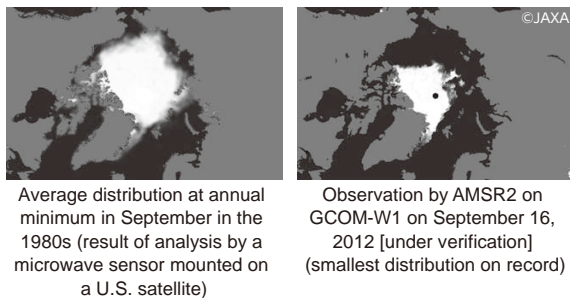 ©JAXA
Average distribution at annual
minimum in September in the
1980s (result of analysis by a
microwave sensor mounted on
a U.S. satellite)
Observation by AMSR2 on
GCOM-W1 on September 16,
2012 [under verification]
(smallest distribution on record)